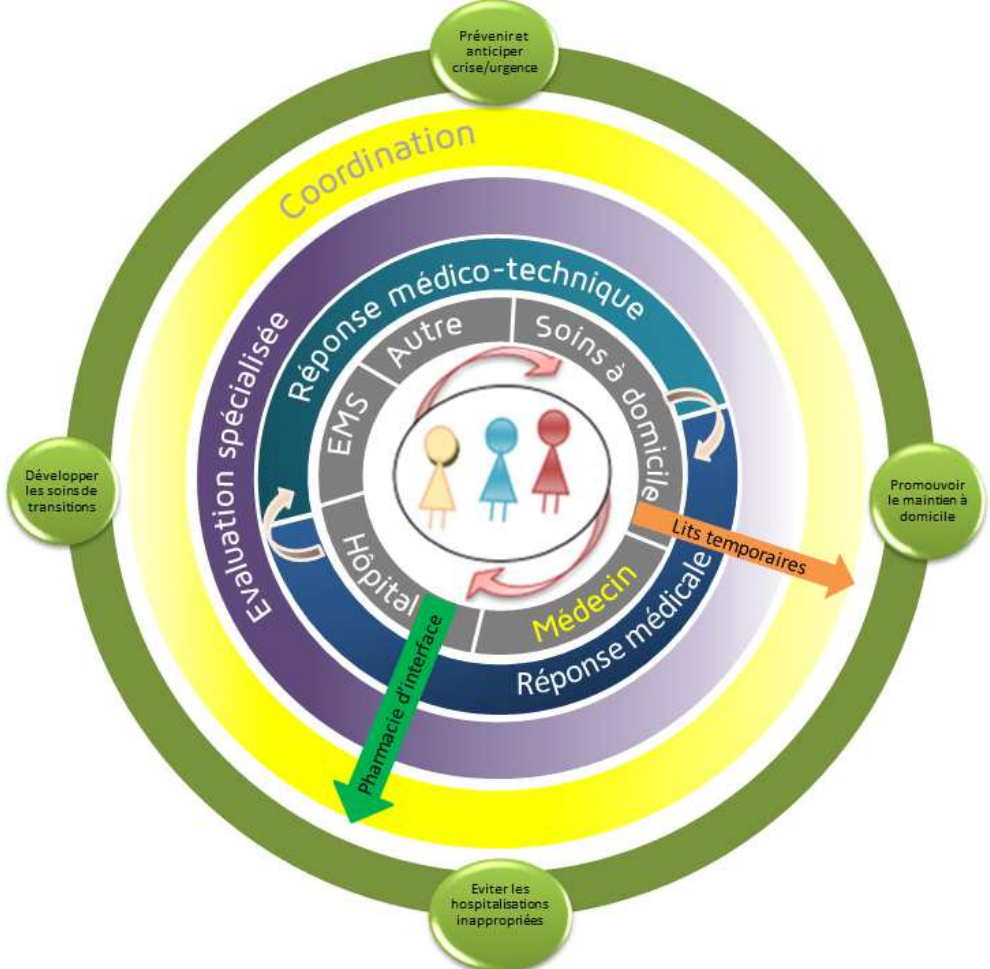 Prévenir et
anticiper
crise/urgence
Coordination
Evaluation spécialisée
Réponse médico-technique
Autre
Soins à domicile
EMS
Hôpital
Médecin
Réponse médicale
Lits temporaires
Pharmacie d'interface
Développer
les soins de
transitions
Promouvoir
le maintien à
domicile
Eviter les
hospitalisations
inappropriées